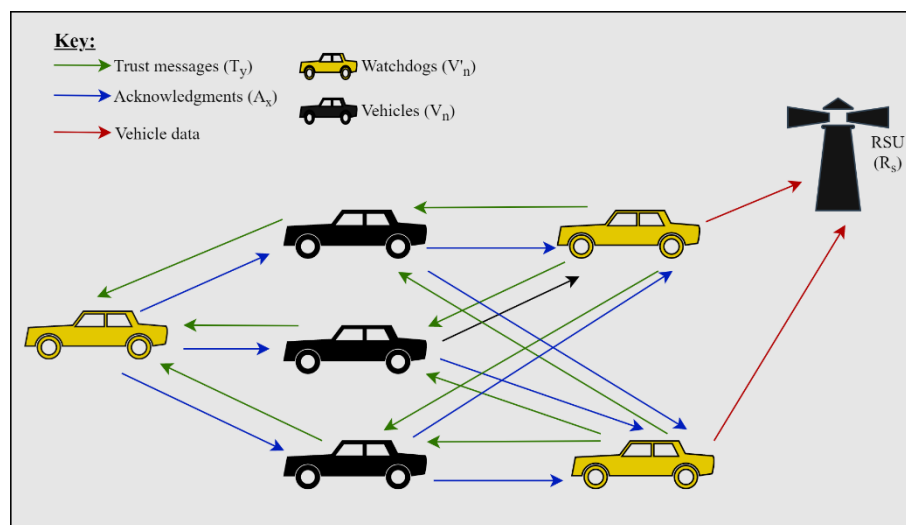 Key:
Trust messages (Ty)
Watchdogs (V'n)
Acknowledgments (Ax)
Vehicles (Vn)
Vehicle data
RSU
(Rs)